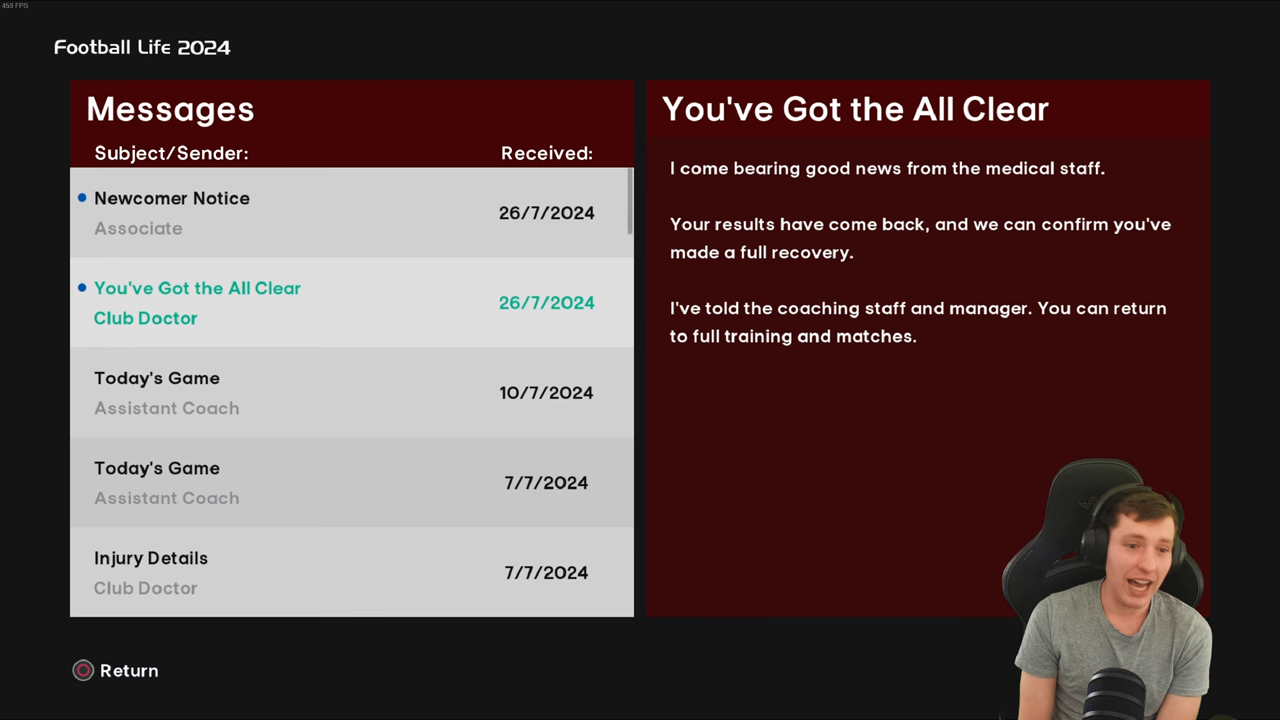 459 FPS
Football Life 2024
Messages
Subject/Sender:
Received:
Newcomer Notice
Associate
26/7/2024
You've Got the All Clear
Club Doctor
26/7/2024
Today's Game
Assistant Coach
10/7/2024
Today's Game
Assistant Coach
7/7/2024
Injury Details
Club Doctor
7/7/2024
You've Got the All Clear
I come bearing good news from the medical staff.
Your results have come back, and we can confirm you've
made a full recovery.
I've told the coaching staff and manager. You can return
to full training and matches.
Return